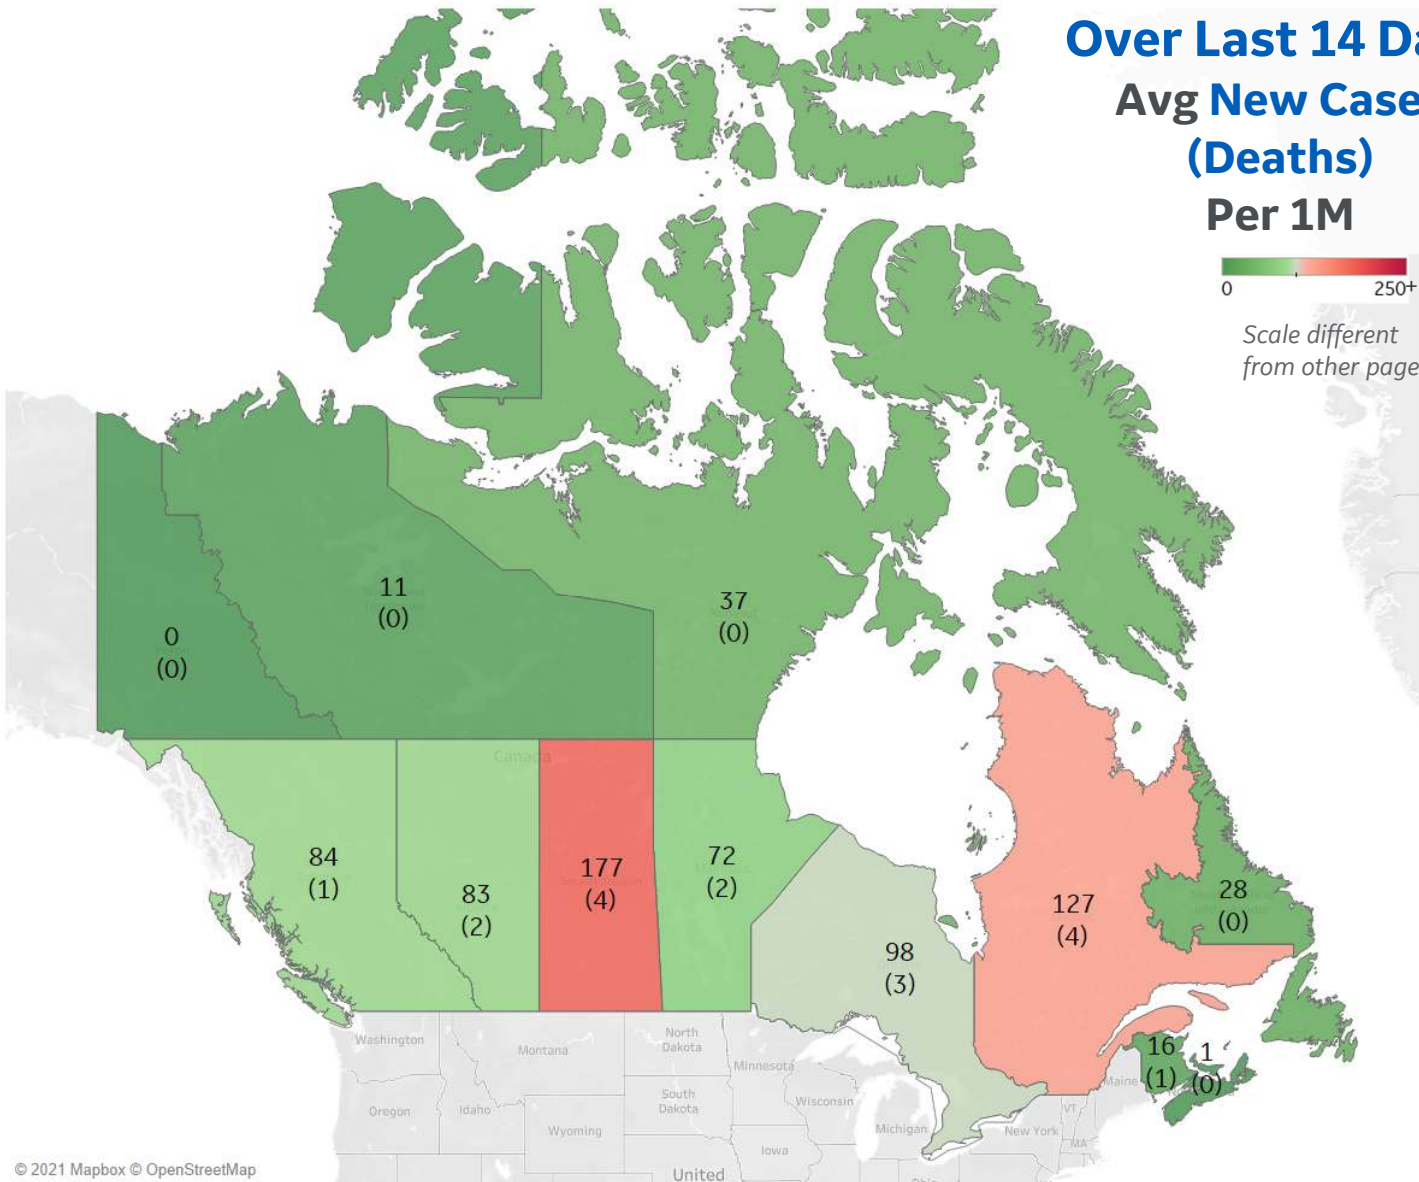 Over Last 14 Da
Avg New Case
(Deaths)
Per 1M
0 250+
Scale different
from other page
11
(0)
37
(0)
0
(0)
Canada
84
(1)
83
(2)
177
(4)
72
(2)
98
(3)
127
(4)
28
(0)
16
(1)
1
(0)
Washington
Montana
North
Dakota
Minnesota
Oregon
Idaho
South
Dakota
Wisconsin
Michigan
Maine
VT
New York
MA
Wyoming
Iowa
United
Ohio
© 2021 Mapbox © OpenStreetMap